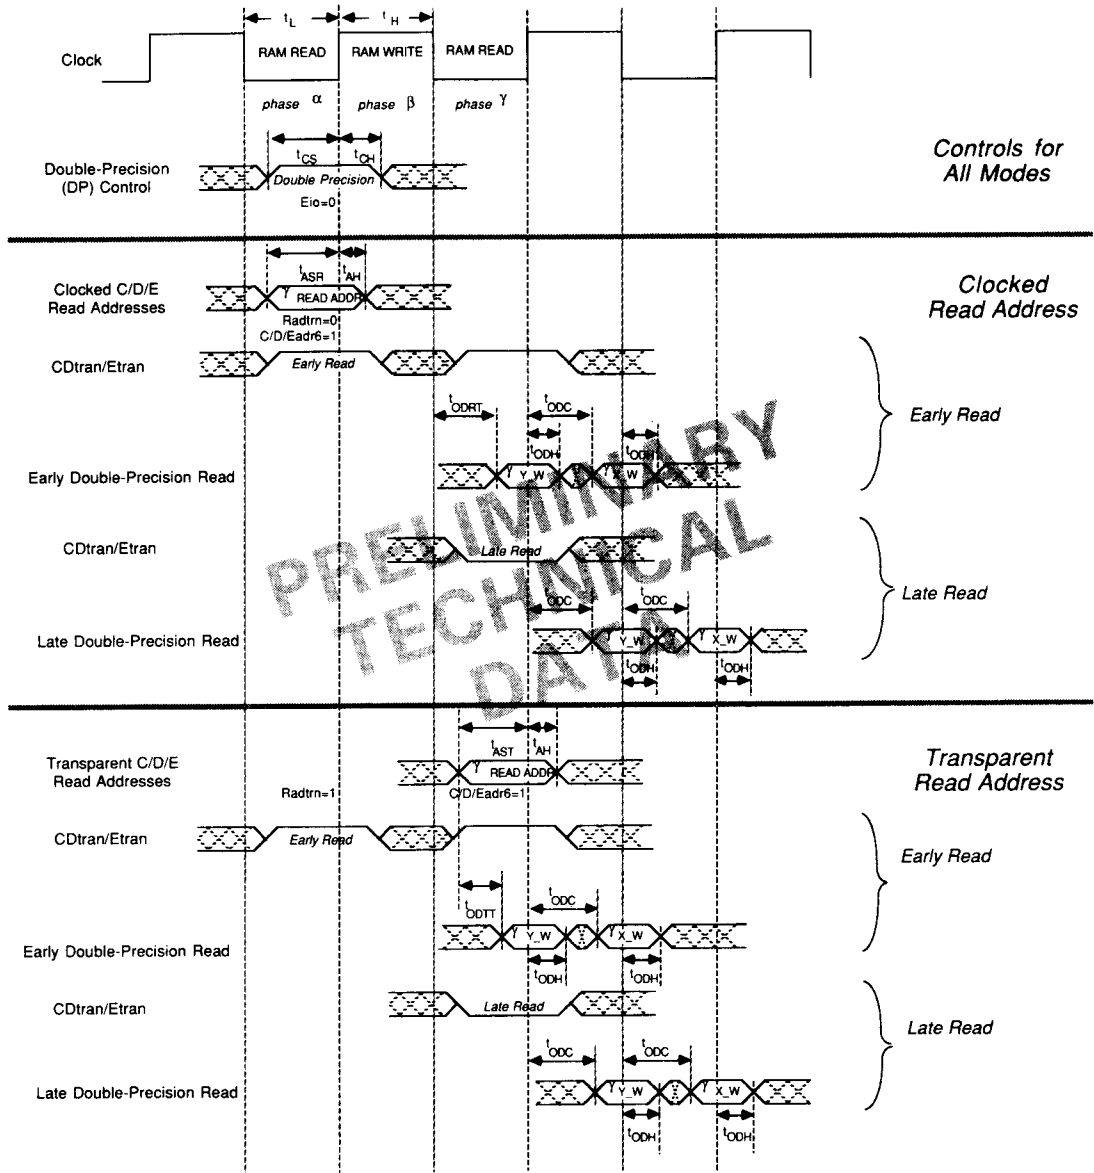 tL tH
Clock RAM READ RAM WRITE RAM READ
phase α phase β phase γ
tCS tCH
Double-Precision
(DP) Control
Double Precision
Eio=0
Controls for
All Modes
tASR tAH
Clocked C/D/E
Read Addresses
γ READ ADDR
Radtrn=0
C/D/Eadr6=1
Clocked
Read Address
CDtran/Etran Early Read
tODRT tODC
tODH tODH
Early Read
Early Double-Precision Read γ Y_W γ X_W
CDtran/Etran Late Read
tODC tODC
Late Read
Late Double-Precision Read γ Y_W γ X_W
tODH tODH
PRELIMINARY
TECHNICAL
DATA
tAST tAH
Transparent C/D/E
Read Addresses
γ READ ADDR
Radtrn=1 C/D/Eadr6=1
Transparent
Read Address
CDtran/Etran Early Read
Early Read
tODTT tODC
Early Double-Precision Read γ Y_W γ X_W
tODH tODH
CDtran/Etran Late Read
Late Read
tODC tODC
Late Double-Precision Read γ Y_W γ X_W
tODH tODH